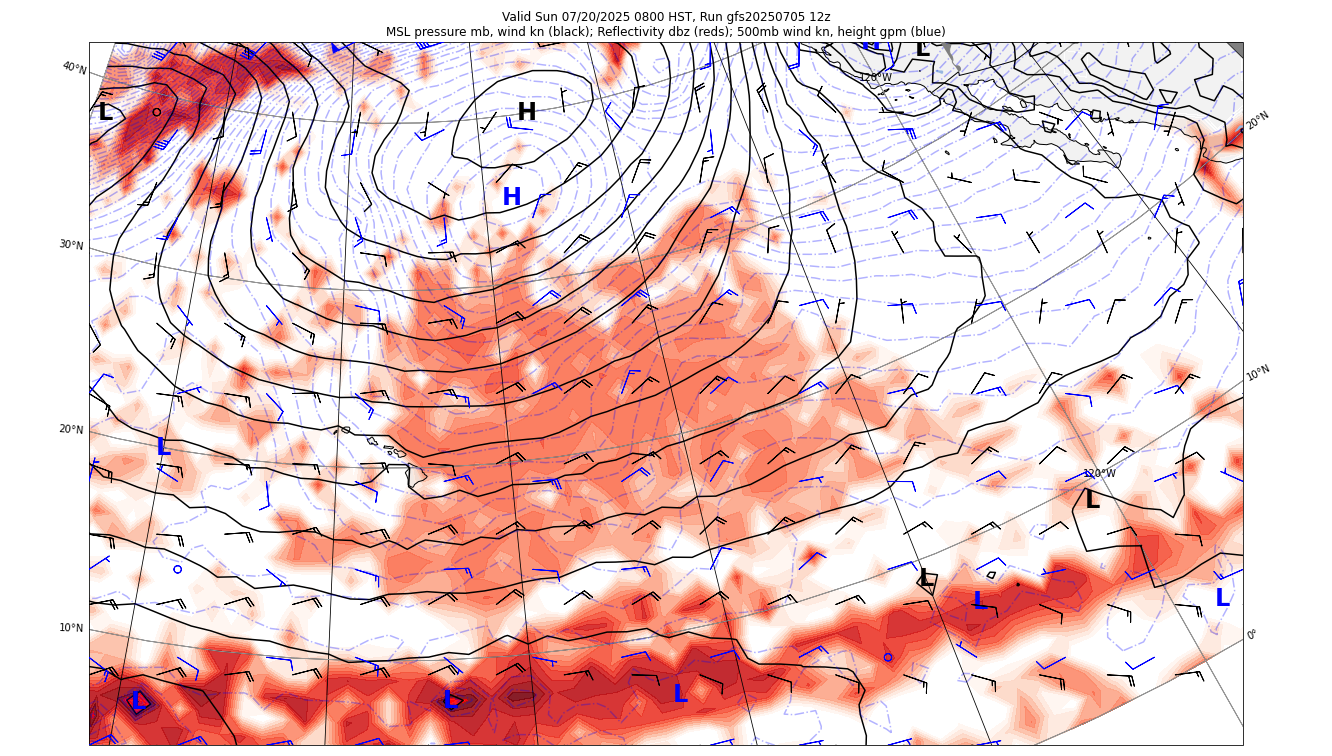 Valid Sun 07/20/2025 0800 HST, Run gfs20250705 12z
MSL pressure mb, wind kn (black); Reflectivity dbz (reds); 500mb wind kn, height gpm (blue)
H
L
40°N
120°W
L
H
20°N
H
30°N
10°N
20°N
L
120°W
L
L
L
L
10°N
0°
L
L
L